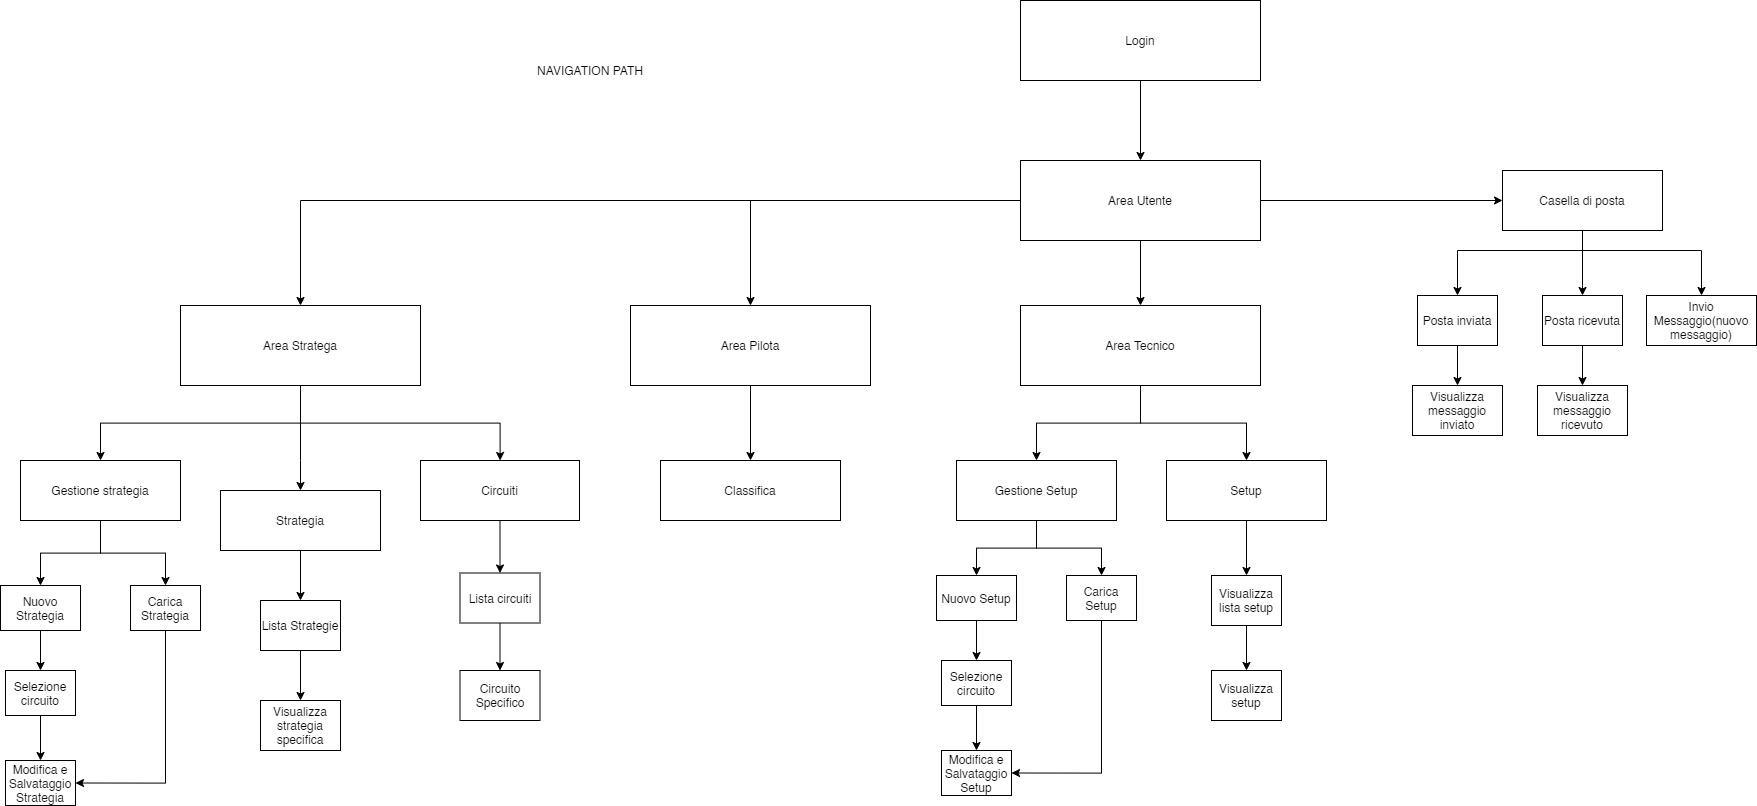 Login
NAVIGATION PATH
Area Utente
Casella di posta
Posta inviata
Posta ricevuta
Invio
Messaggio(nuovo
messaggio)
Area Stratega
Area Pilota
Area Tecnico
Visualizza
messaggio
inviato
Visualizza
messaggio
ricevuto
Gestione strategia
Strategia
Circuiti
Classifica
Gestione Setup
Setup
Nuovo
Strategia
Carica
Strategia
Lista Strategie
Lista circuiti
Nuovo Setup
Carica
Setup
Visualizza
lista setup
Selezione
circuito
Visualizza
strategia
specifica
Circuito
Specifico
Selezione
circuito
Visualizza
setup
Modifica e
Salvataggio
Strategia
Modifica e
Salvataggio
Setup